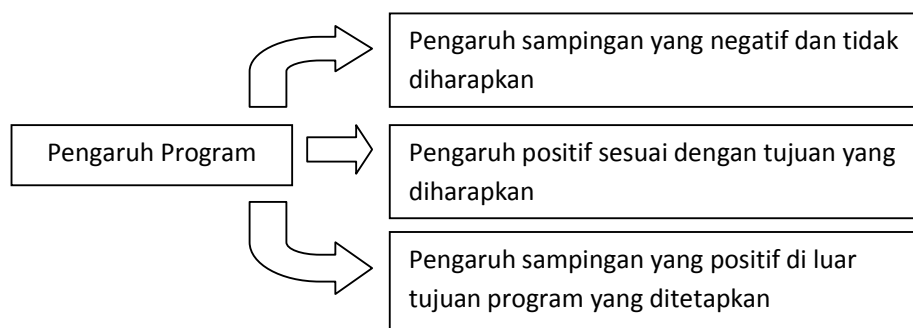 Pengaruh sampingan yang negatif dan tidak
diharapkan
Pengaruh Program
Pengaruh positif sesuai dengan tujuan yang
diharapkan
Pengaruh sampingan yang positif di luar
tujuan program yang ditetapkan